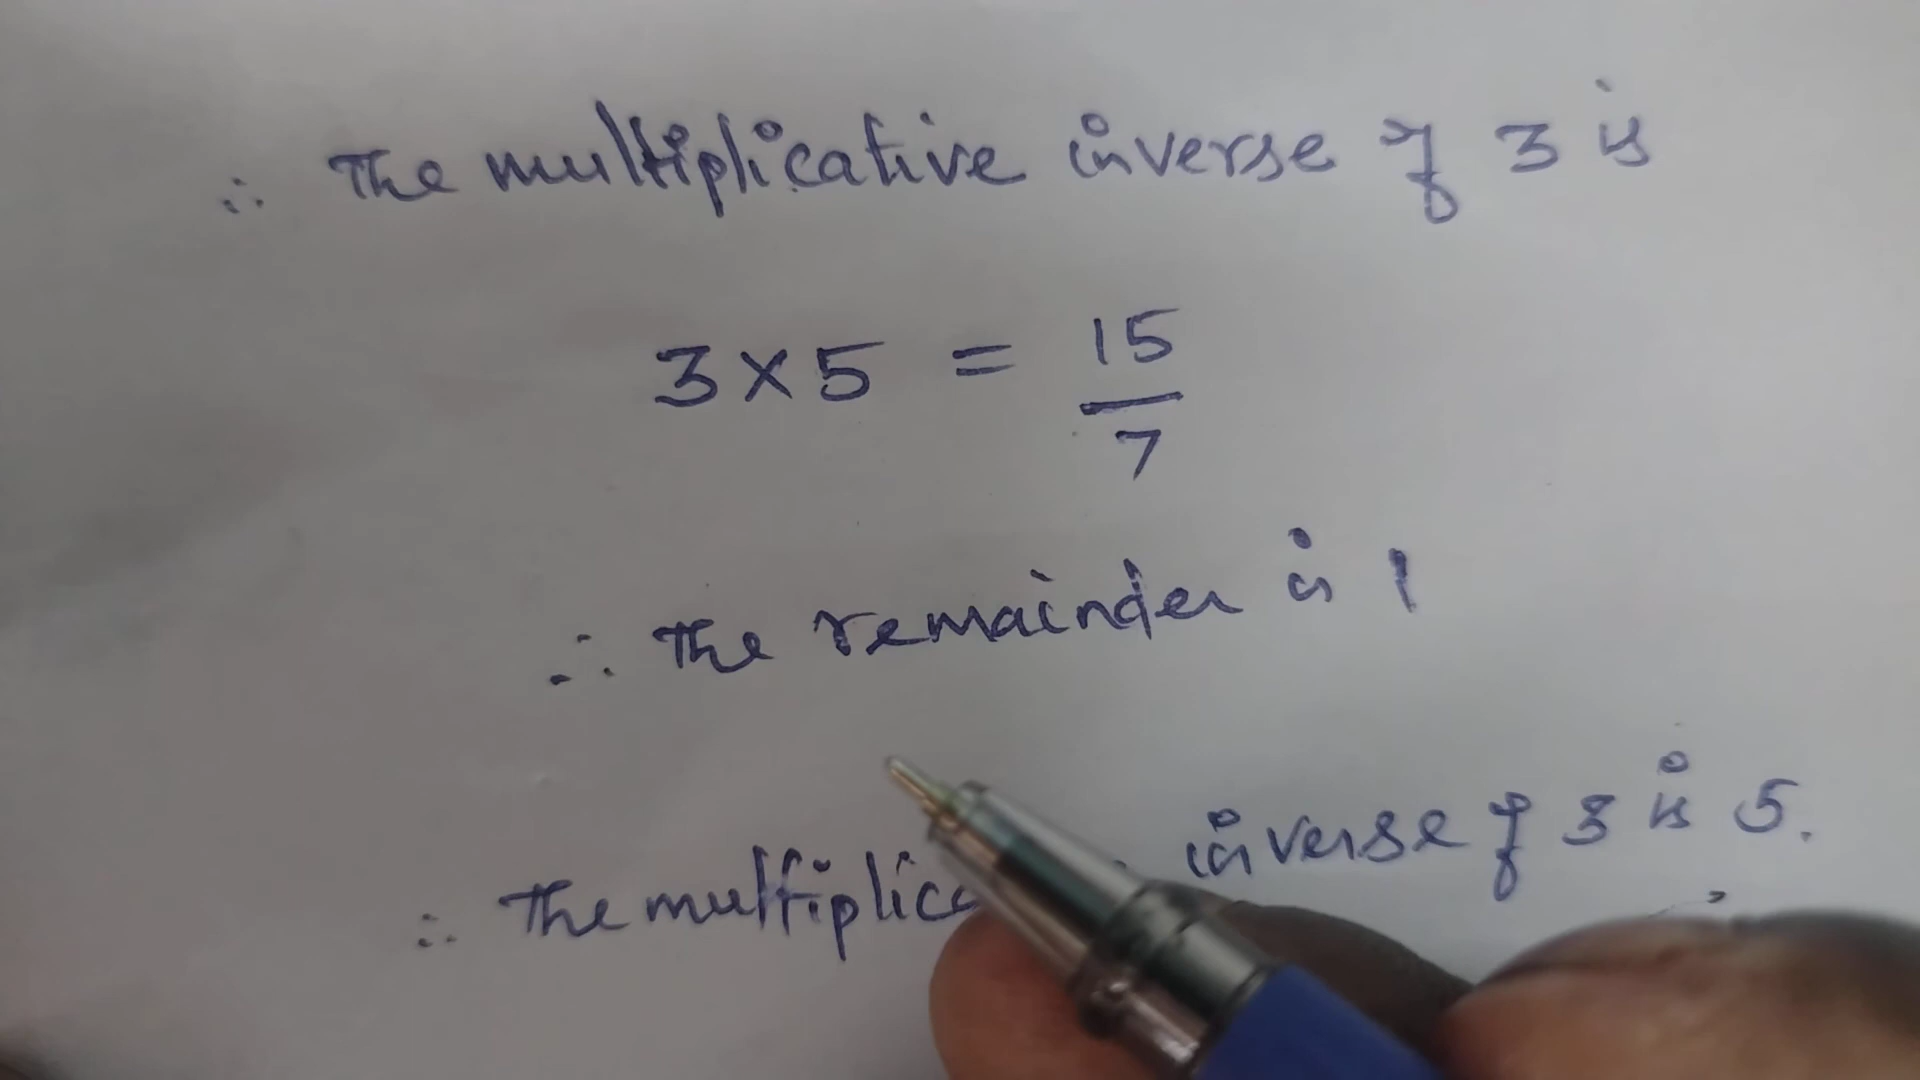 ∴ The multiplicative inverse of 3 is
3 × 5 = 15/7
∴ The remainder is 1
∴ The inverse of 3 is 5.